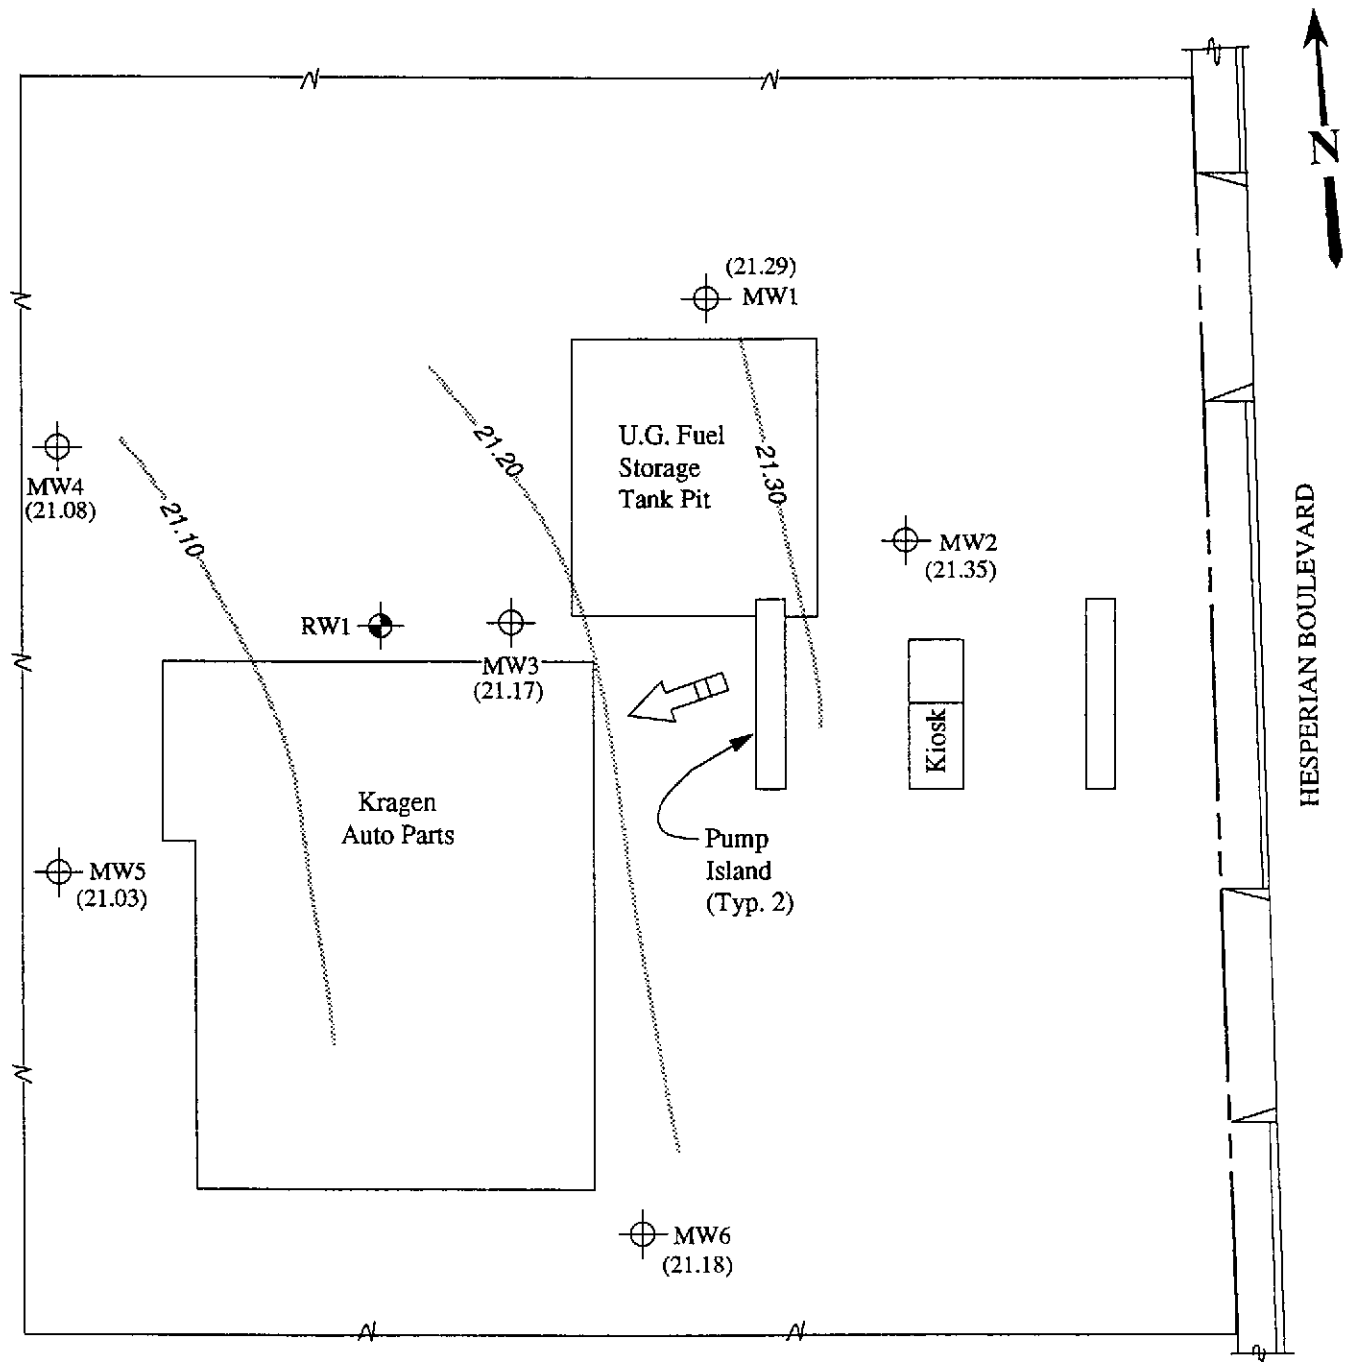 N
(21.29)
MW1
U.G. Fuel
Storage
Tank Pit
21.20
21.30
21.10
MW4
(21.08)
MW2
(21.35)
RW1
MW3
(21.17)
Kiosk
HESPERIAN BOULEVARD
Kragen
Auto Parts
Pump
Island
(Typ. 2)
MW5
(21.03)
MW6
(21.18)